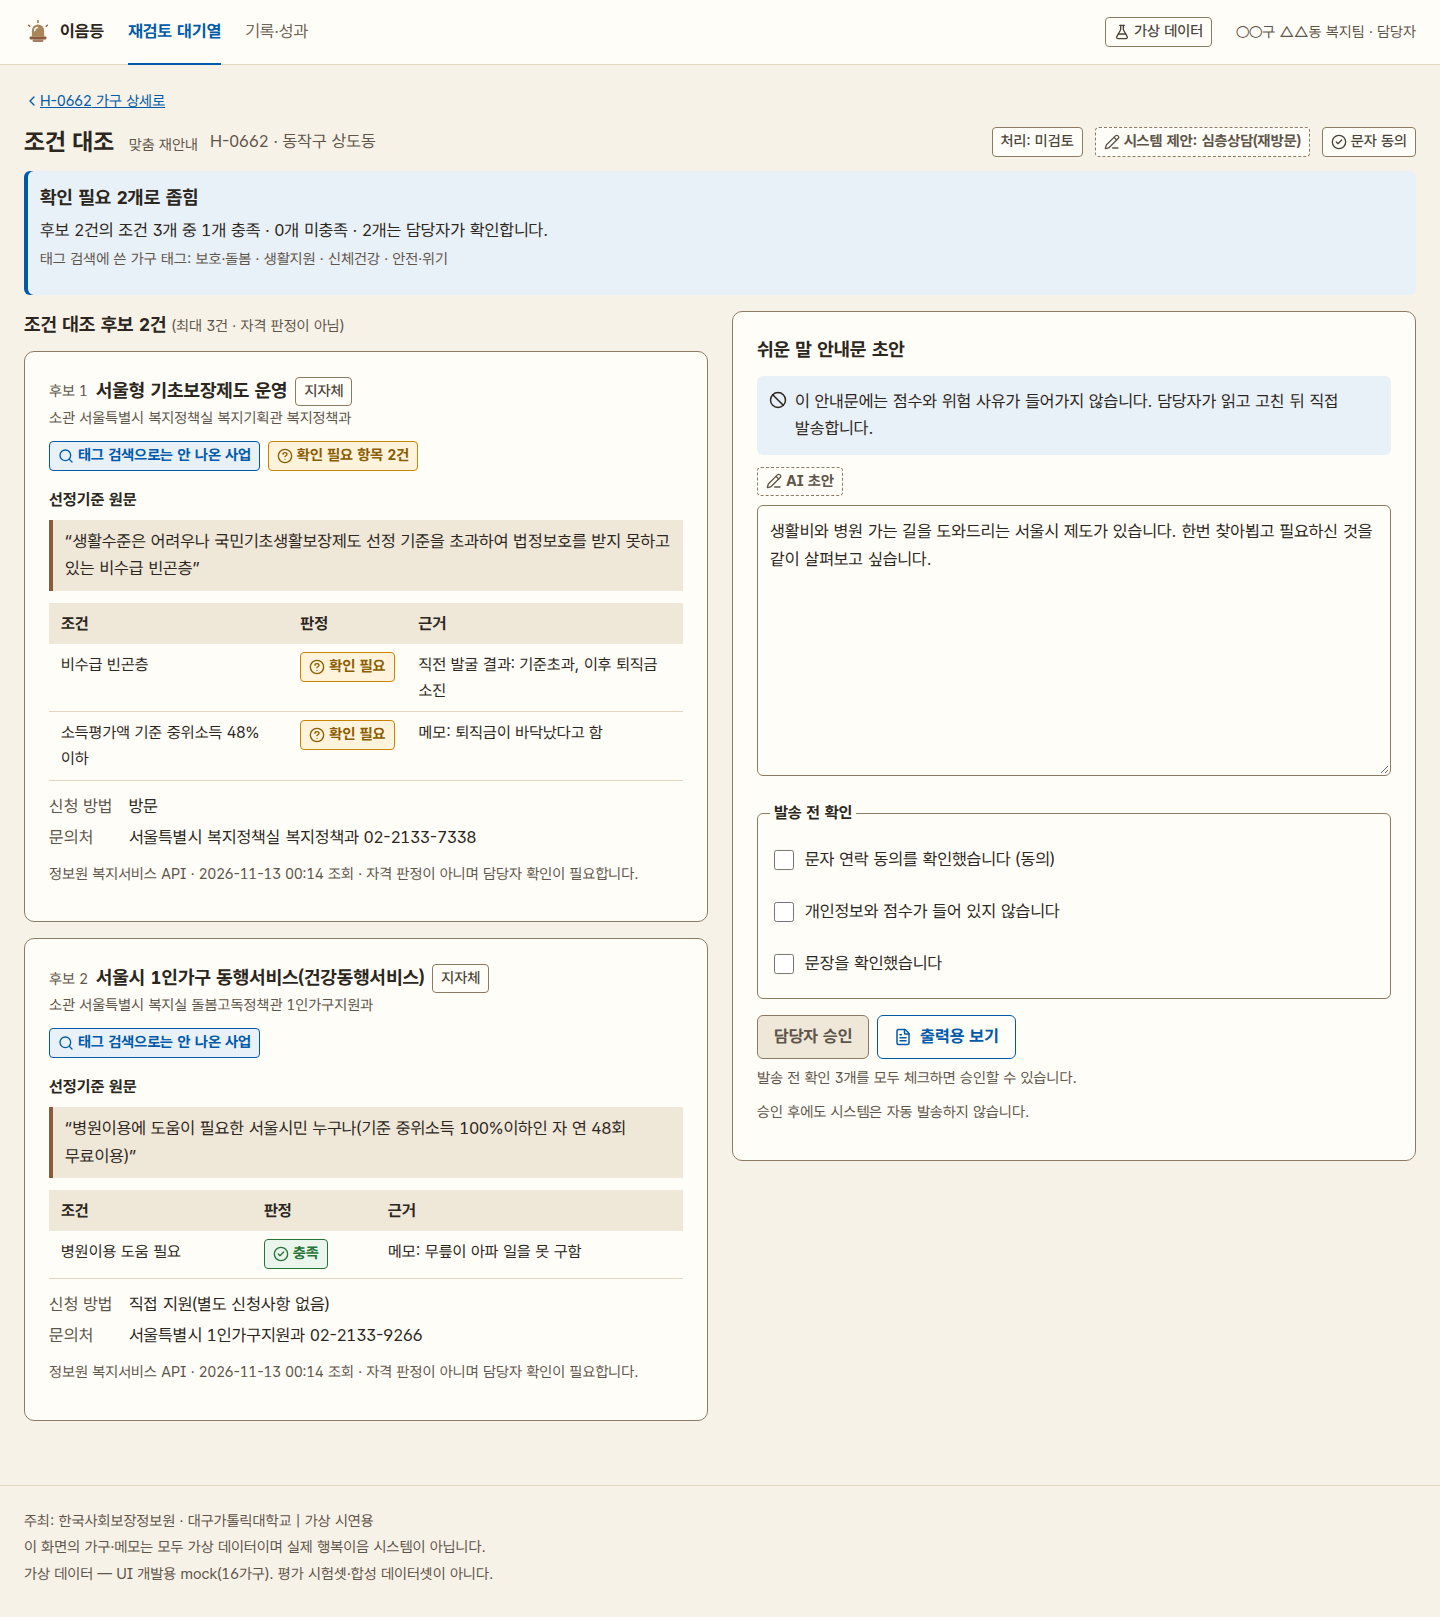 이음등 재검토 대기열 기록·성과 가상 데이터 ○○구 △△동 복지팀 · 담당자
H-0662 가구 상세로
조건 대조 맞춤 재안내 H-0662 · 동작구 상도동 처리: 미검토 시스템 제안: 심층상담(재방문) 문자 동의
확인 필요 2개로 좁힘
후보 2건의 조건 3개 중 1개 충족 · 0개 미충족 · 2개는 담당자가 확인합니다.
태그 검색에 쓴 가구 태그: 보호·돌봄 · 생활지원 · 신체건강 · 안전·위기
조건 대조 후보 2건 (최대 3건 · 자격 판정이 아님)
후보 1 서울형 기초보장제도 운영 지자체
소관 서울특별시 복지정책실 복지기획관 복지정책과
태그 검색으로는 안 나온 사업 확인 필요 항목 2건
선정기준 원문
“생활수준은 어려우나 국민기초생활보장제도 선정 기준을 초과하여 법정보호를 받지 못하고
있는 비수급 빈곤층”
조건 판정 근거
비수급 빈곤층 확인 필요 직전 발굴 결과: 기준초과, 이후 퇴직금
소진
소득평가액 기준 중위소득 48% 확인 필요 메모: 퇴직금이 바닥났다고 함
이하
신청 방법 방문
문의처 서울특별시 복지정책실 복지정책과 02-2133-7338
정보원 복지서비스 API · 2026-11-13 00:14 조회 · 자격 판정이 아니며 담당자 확인이 필요합니다.
후보 2 서울시 1인가구 동행서비스(건강동행서비스) 지자체
소관 서울특별시 복지실 돌봄고독정책관 1인가구지원과
태그 검색으로는 안 나온 사업
선정기준 원문
“병원이용에 도움이 필요한 서울시민 누구나(기준 중위소득 100%이하인 자 연 48회
무료이용)”
조건 판정 근거
병원이용 도움 필요 충족 메모: 무릎이 아파 일을 못 구함
신청 방법 직접 지원(별도 신청사항 없음)
문의처 서울특별시 1인가구지원과 02-2133-9266
정보원 복지서비스 API · 2026-11-13 00:14 조회 · 자격 판정이 아니며 담당자 확인이 필요합니다.
쉬운 말 안내문 초안
이 안내문에는 점수와 위험 사유가 들어가지 않습니다. 담당자가 읽고 고친 뒤 직접
발송합니다.
AI 초안
생활비와 병원 가는 길을 도와드리는 서울시 제도가 있습니다. 한번 찾아뵙고 필요하신 것을
같이 살펴보고 싶습니다.
발송 전 확인
문자 연락 동의를 확인했습니다 (동의)
개인정보와 점수가 들어 있지 않습니다
문장을 확인했습니다
담당자 승인 출력용 보기
발송 전 확인 3개를 모두 체크하면 승인할 수 있습니다.
승인 후에도 시스템은 자동 발송하지 않습니다.
주최: 한국사회보장정보원 · 대구가톨릭대학교 | 가상 시연용
이 화면의 가구·메모는 모두 가상 데이터이며 실제 행복이음 시스템이 아닙니다.
가상 데이터 — UI 개발용 mock(16가구). 평가 시험셋·합성 데이터셋이 아니다.